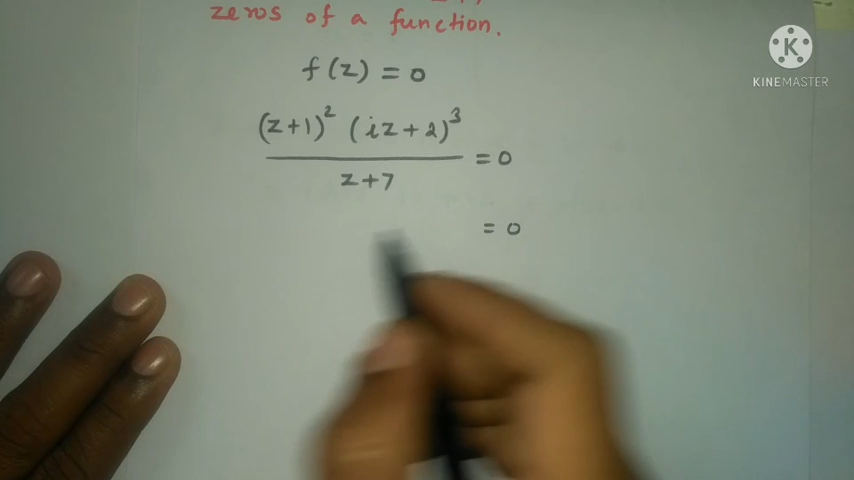 zeros of a function.
K
KINEMASTER
f(z) = 0
(z+1)² (iz+2)³
z+7
= 0
= 0